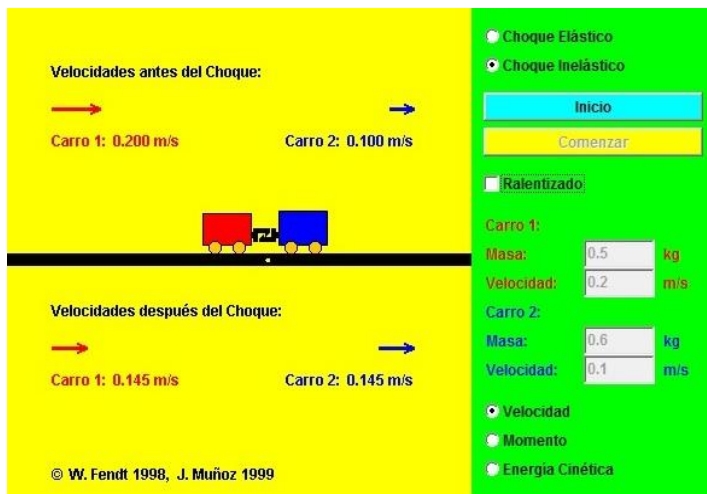 Velocidades antes del Choque:
Carro 1: 0.200 m/s
Carro 2: 0.100 m/s
Velocidades después del Choque:
Carro 1: 0.145 m/s
Carro 2: 0.145 m/s
© W. Fendt 1998, J. Muñoz 1999
Choque Elástico
Choque Inelástico
Inicio
Comenzar
Ralentizado
Carro 1:
Masa: 0.5 kg
Velocidad: 0.2 m/s
Carro 2:
Masa: 0.6 kg
Velocidad: 0.1 m/s
Velocidad
Momento
Energía Cinética